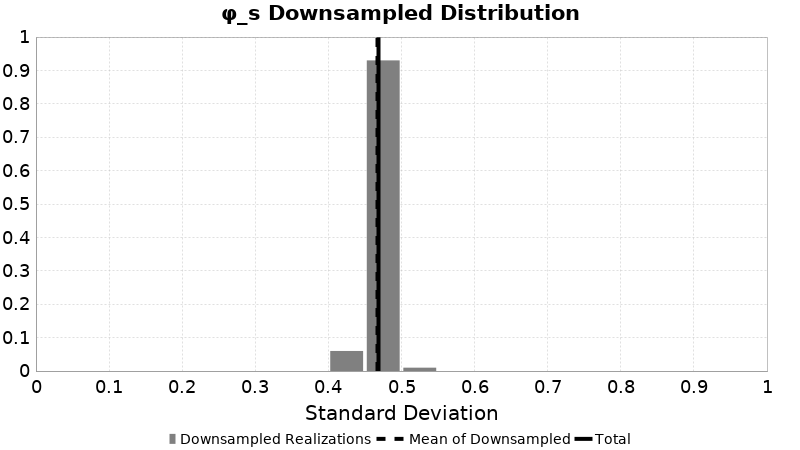 φ_s Downsampled Distribution
1
0.9
0.8
0.7
0.6
0.5
0.4
0.3
0.2
0.1
0
0 0.1 0.2 0.3 0.4 0.5 0.6 0.7 0.8 0.9 1
Standard Deviation
Downsampled Realizations Mean of Downsampled Total